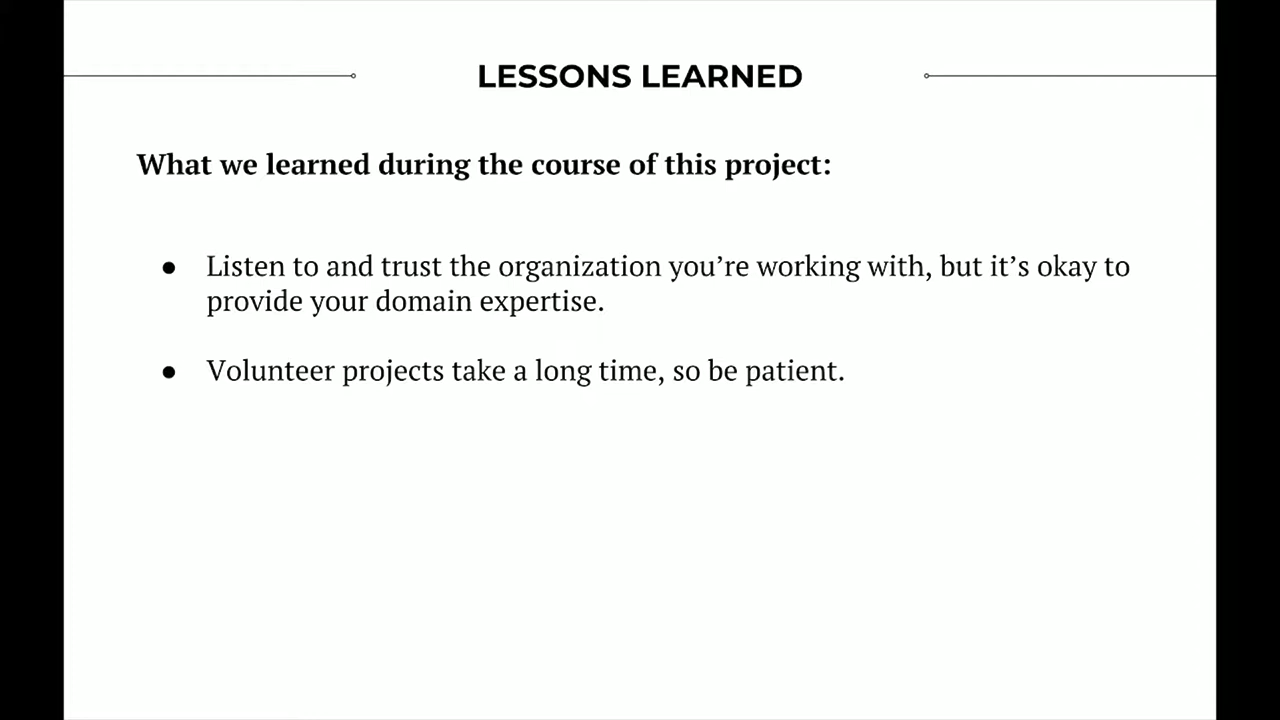 LESSONS LEARNED
What we learned during the course of this project:
● Listen to and trust the organization you’re working with, but it’s okay to
provide your domain expertise.
● Volunteer projects take a long time, so be patient.